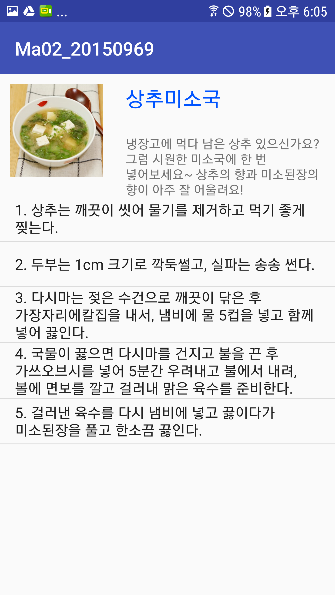 ... 98% 오후 6:05
Ma02_20150969
상추미소국
냉장고에 먹다 남은 상추 있으신가요?
그럼 시원한 미소국에 한 번
넣어보세요~ 상추의 향과 미소된장의
향이 아주 잘 어울려요!
1. 상추는 깨끗이 씻어 물기를 제거하고 먹기 좋게
찢는다.
2. 두부는 1cm 크기로 깍둑썰고, 실파는 송송 썬다.
3. 다시마는 젖은 수건으로 깨끗이 닦은 후
가장자리에칼집을 내서, 냄비에 물 5컵을 넣고 함께
넣어 끓인다.
4. 국물이 끓으면 다시마를 건지고 불을 끈 후
가쓰오브시를 넣어 5분간 우려내고 불에서 내려,
볼에 면보를 깔고 걸러내 맑은 육수를 준비한다.
5. 걸러낸 육수를 다시 냄비에 넣고 끓이다가
미소된장을 풀고 한소끔 끓인다.